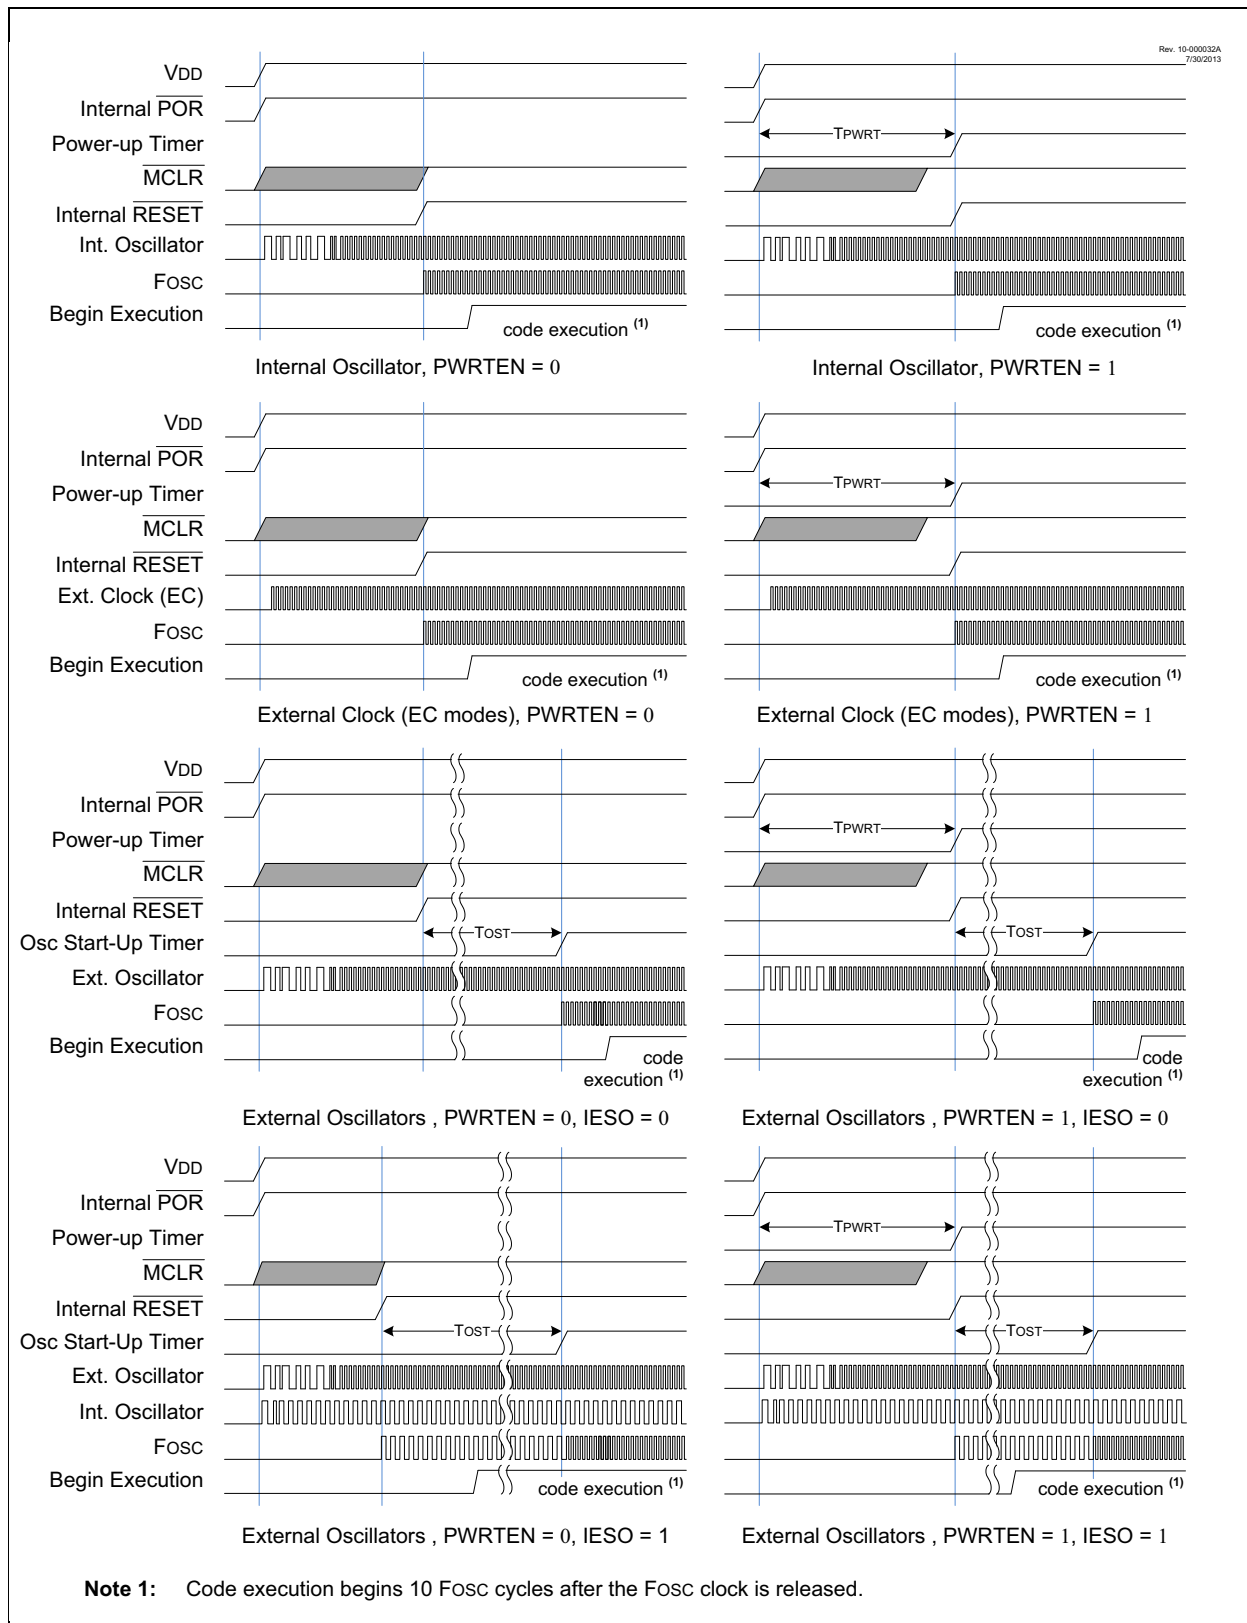 Rev. 10-000032A
7/30/2013
VDD
Internal POR
Power-up Timer
TPWRT
MCLR
Internal RESET
Int. Oscillator
FOSC
Begin Execution
code execution (1)
code execution (1)
Internal Oscillator, PWRTEN = 0
Internal Oscillator, PWRTEN = 1
VDD
Internal POR
Power-up Timer
TPWRT
MCLR
Internal RESET
Ext. Clock (EC)
FOSC
Begin Execution
code execution (1)
code execution (1)
External Clock (EC modes), PWRTEN = 0
External Clock (EC modes), PWRTEN = 1
VDD
Internal POR
Power-up Timer
TPWRT
MCLR
Internal RESET
Osc Start-Up Timer
TOST
TOST
Ext. Oscillator
FOSC
Begin Execution
code
execution (1)
code
execution (1)
External Oscillators , PWRTEN = 0, IESO = 0
External Oscillators , PWRTEN = 1, IESO = 0
VDD
Internal POR
Power-up Timer
TPWRT
MCLR
Internal RESET
Osc Start-Up Timer
TOST
TOST
Ext. Oscillator
Int. Oscillator
FOSC
Begin Execution
code execution (1)
code execution (1)
External Oscillators , PWRTEN = 0, IESO = 1
External Oscillators , PWRTEN = 1, IESO = 1
Note 1: Code execution begins 10 FOSC cycles after the FOSC clock is released.